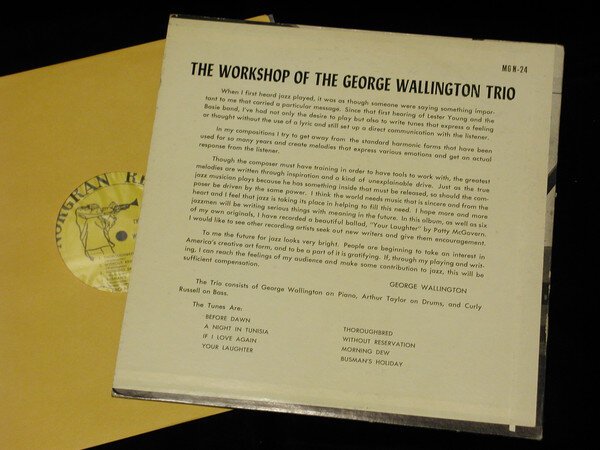 MGN-24
THE WORKSHOP OF THE GEORGE WALLINGTON TRIO
When I first heard jazz played, it was as though someone were saying something impor-
tant to me that carried a particular message. Since that first hearing of Lester Young and the
Basie band, I've had not only the desire to play but also to write tunes that express a feeling
or thought without the use of a lyric and still set up a direct communication with the listener.
In my compositions I try to get away from the standard harmonic forms that have been
used for so many years and create melodies that express various emotions and get an actual
response from the listener.
Though the composer must have training in order to have tools to work with, the greatest
melodies are written through inspiration and a kind of unexplainable drive. Just as the true
jazz musician plays because he has something inside that must be released, so should the com-
poser be driven by the same power. I think the world needs music that is sincere and from the
heart and I feel that jazz is taking its place in helping to fill this need. I hope more and more
jazzmen will be writing serious things with meaning in the future. In this album, as well as six
of my own originals, I have recorded a beautiful ballad, "Your Laughter" by Patty McGovern.
I would like to see other recording artists seek out new writers and give them encouragement.
To me the future for jazz looks very bright. People are beginning to take an interest in
America's creative art form, and to be a part of it is gratifying. If, through my playing and writ-
ing, I can reach the feelings of my audience and make some contribution to jazz, this will be
sufficient compensation.
GEORGE WALLINGTON
The Trio consists of George Wallington on Piano, Arthur Taylor on Drums, and Curly
Russell on Bass.
The Tunes Are:
BEFORE DAWN
A NIGHT IN TUNISIA
IF I LOVE AGAIN
YOUR LAUGHTER
THOROUGHBRED
WITHOUT RESERVATION
MORNING DEW
BUSMAN'S HOLIDAY
NORGRAN RE